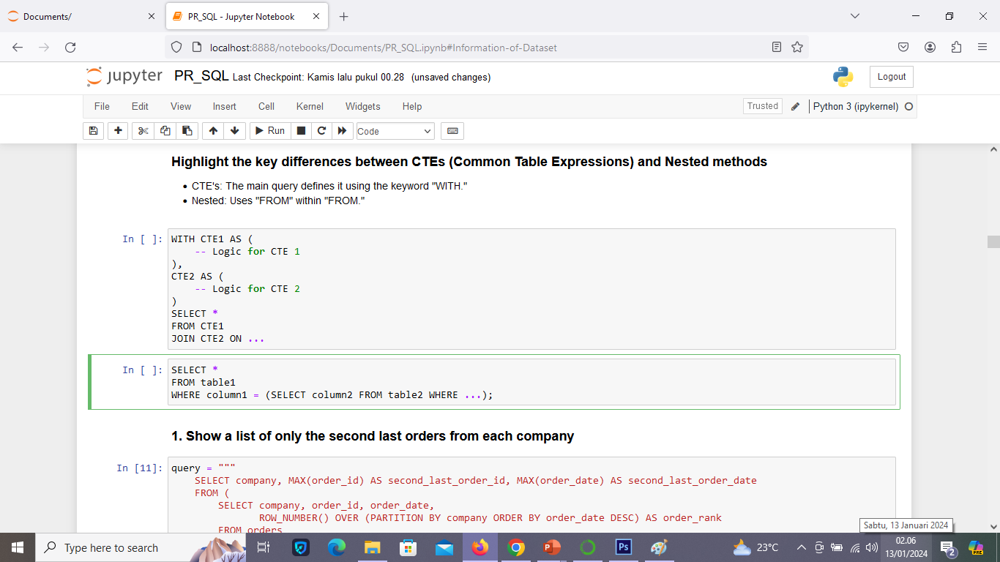 Documents/
PR_SQL - Jupyter Notebook
localhost:8888/notebooks/Documents/PR_SQL.ipynb#Information-of-Dataset
jupyter PR_SQL Last Checkpoint: Kamis lalu pukul 00.28 (unsaved changes)
Logout
File Edit View Insert Cell Kernel Widgets Help
Trusted
Python 3 (ipykernel)
Run
Code
Highlight the key differences between CTEs (Common Table Expressions) and Nested methods
• CTE's: The main query defines it using the keyword "WITH."
• Nested: Uses "FROM" within "FROM."
In [ ]: WITH CTE1 AS (
-- Logic for CTE 1
),
CTE2 AS (
-- Logic for CTE 2
)
SELECT *
FROM CTE1
JOIN CTE2 ON ...
In [ ]: SELECT *
FROM table1
WHERE column1 = (SELECT column2 FROM table2 WHERE ...);
1. Show a list of only the second last orders from each company
In [11]: query = """
SELECT company, MAX(order_id) AS second_last_order_id, MAX(order_date) AS second_last_order_date
FROM (
SELECT company, order_id, order_date,
ROW_NUMBER() OVER (PARTITION BY company ORDER BY order_date DESC) AS order_rank
FROM orders
Sabtu, 13 Januari 2024
Type here to search
Ps
23°C
02.06
13/01/2024
2
PRE